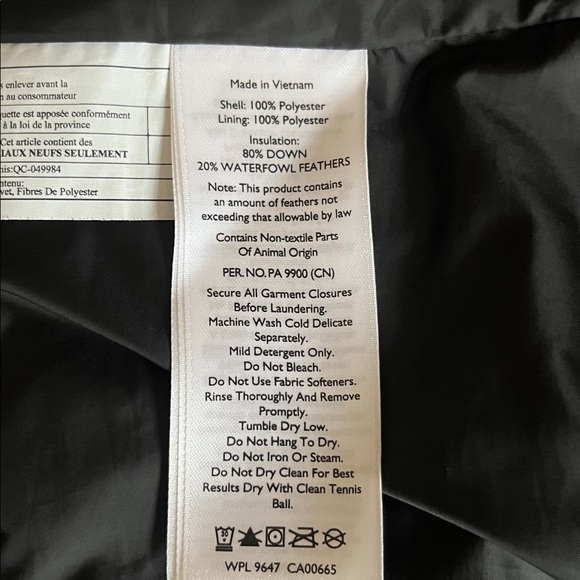 enlever avant la
au consommateur
uette est apposée conformément
à la loi de la province
Cet article contient des
IAUX NEUFS SEULEMENT
nis:QC-049984
ntenu:
vet, Fibres De Polyester
Made in Vietnam
Shell: 100% Polyester
Lining: 100% Polyester
Insulation:
80% DOWN
20% WATERFOWL FEATHERS
Note: This product contains
an amount of feathers not
exceeding that allowable by law
Contains Non-textile Parts
Of Animal Origin
PER. NO. PA 9900 (CN)
Secure All Garment Closures
Before Laundering.
Machine Wash Cold Delicate
Separately.
Mild Detergent Only.
Do Not Bleach.
Do Not Use Fabric Softeners.
Rinse Thoroughly And Remove
Promptly.
Tumble Dry Low.
Do Not Hang To Dry.
Do Not Iron Or Steam.
Do Not Dry Clean For Best
Results Dry With Clean Tennis
Ball.
30
WPL 9647 CA00665